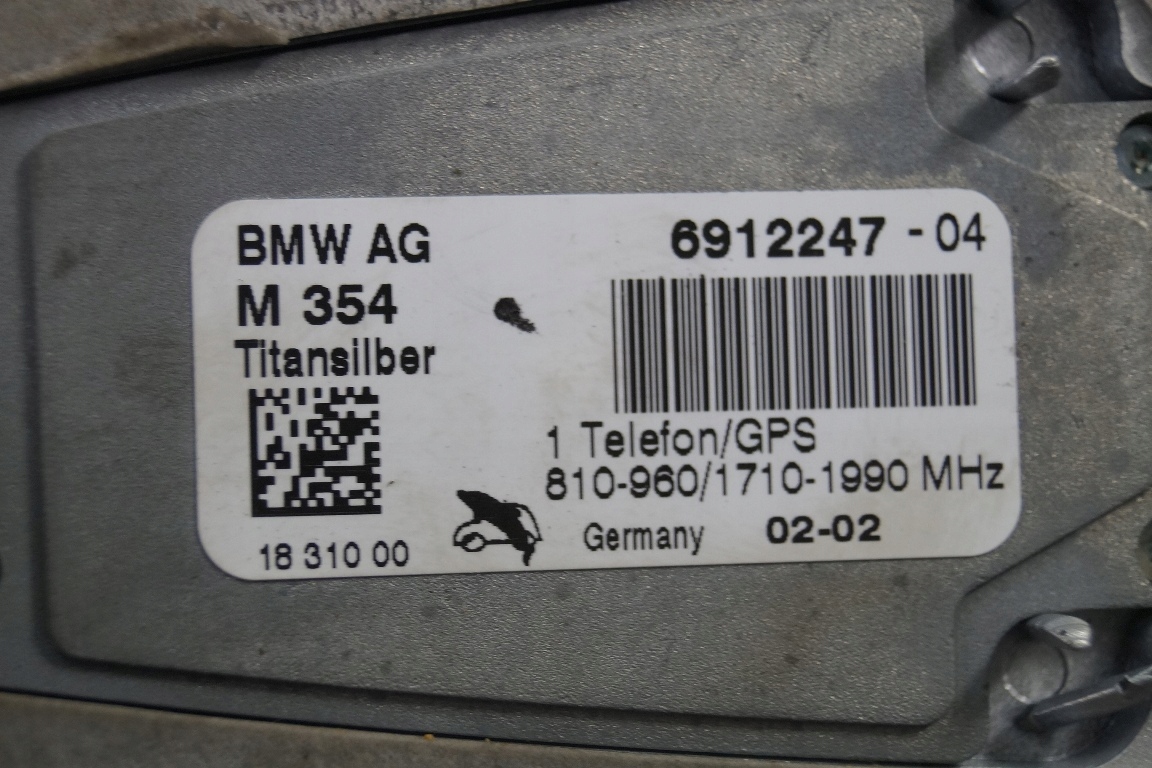 BMW AG 6912247 - 04
M 354
Titansilber
1 Telefon/GPS
810-960/1710-1990 MHz
18 310 00 Germany 02-02